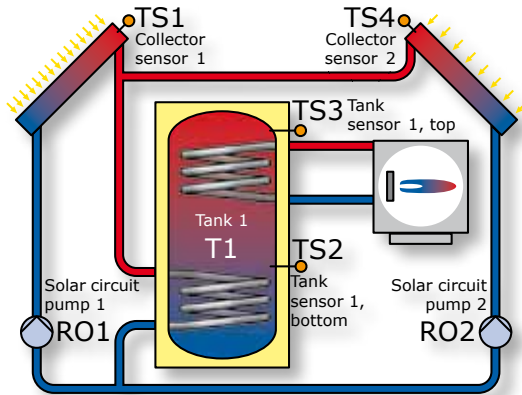 TS1
Collector
sensor 1
TS4
Collector
sensor 2
TS3
Tank
sensor 1, top
Tank 1
T1
TS2
Tank
sensor 1,
bottom
Solar circuit
pump 1
RO1
Solar circuit
pump 2
RO2